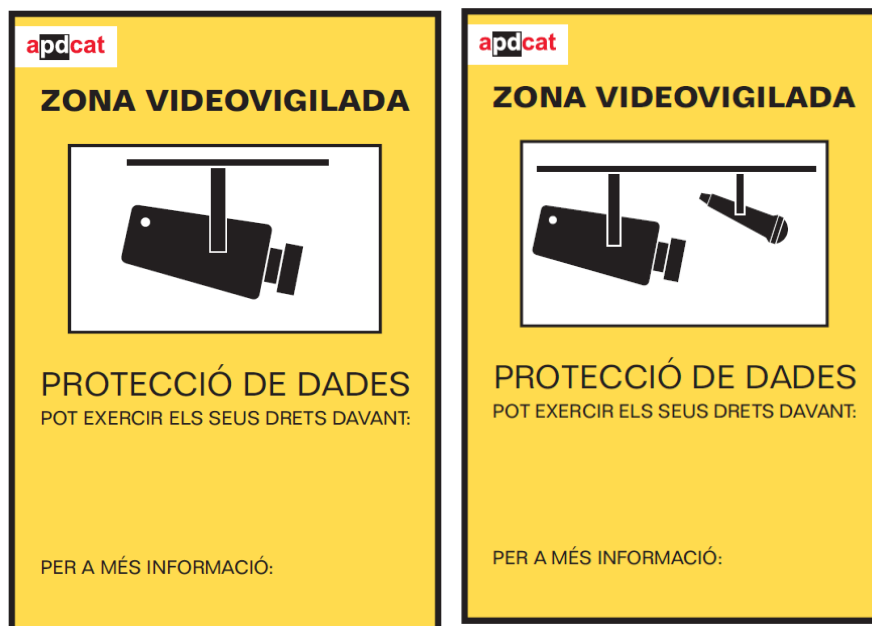 apdcat
ZONA VIDEOVIGILADA
PROTECCIÓ DE DADES
POT EXERCIR ELS SEUS DRETS DAVANT:
PER A MÉS INFORMACIÓ:
apdcat
ZONA VIDEOVIGILADA
PROTECCIÓ DE DADES
POT EXERCIR ELS SEUS DRETS DAVANT:
PER A MÉS INFORMACIÓ: